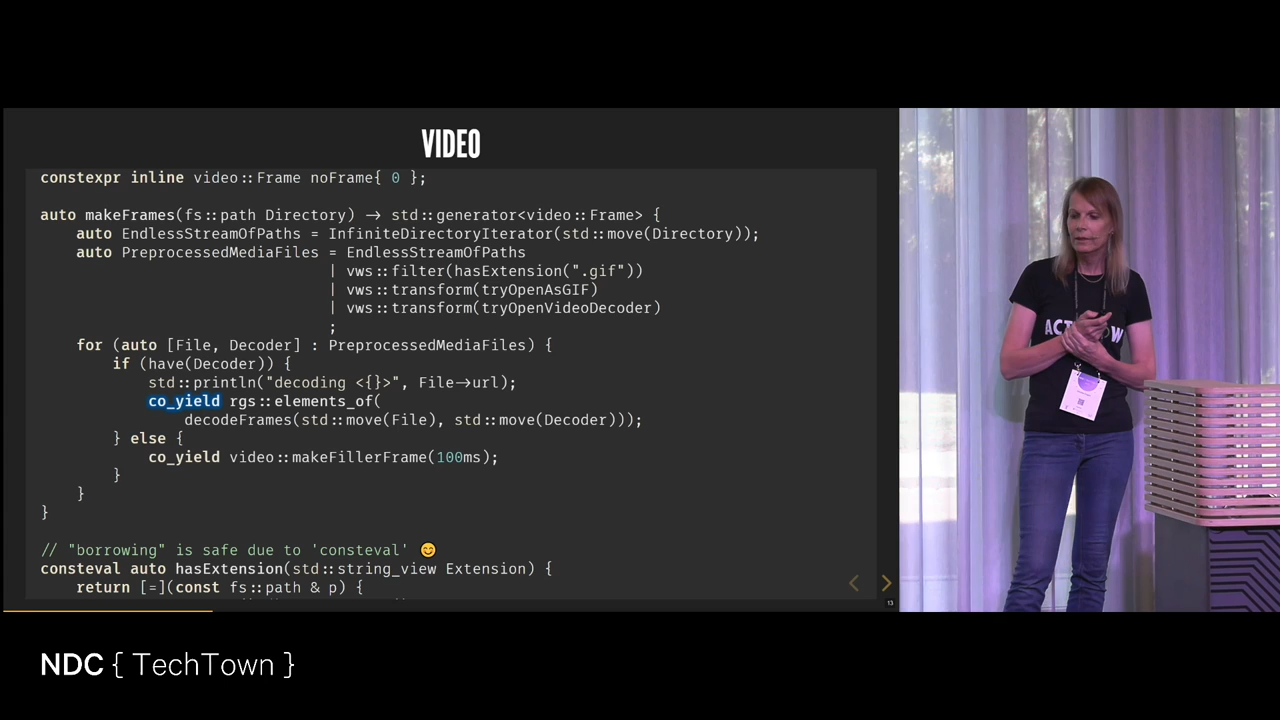 VIDEO
constexpr inline video::Frame noFrame{ 0 };
auto makeFrames(fs::path Directory) → std::generator<video::Frame> {
    auto EndlessStreamOfPaths = InfiniteDirectoryIterator(std::move(Directory));
    auto PreprocessedMediaFiles = EndlessStreamOfPaths
                                | vws::filter(hasExtension(".gif"))
                                | vws::transform(tryOpenAsGIF)
                                | vws::transform(tryOpenVideoDecoder)
                                ;
    for (auto [File, Decoder] : PreprocessedMediaFiles) {
        if (have(Decoder)) {
            std::println("decoding <{}>", File→url);
            co_yield rgs::elements_of(
                decodeFrames(std::move(File), std::move(Decoder)));
        } else {
            co_yield video::makeFillerFrame(100ms);
        }
    }
}
// "borrowing" is safe due to 'consteval' 😊
consteval auto hasExtension(std::string_view Extension) {
    return [=](const fs::path & p) {
13
NDC { TechTown }